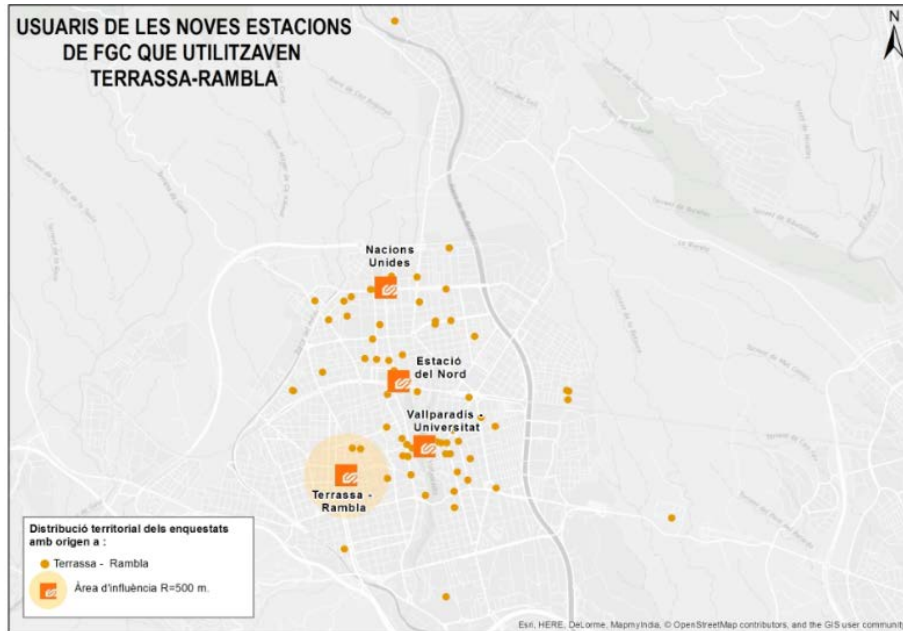 USUARIS DE LES NOVES ESTACIONS
DE FGC QUE UTILITZAVEN
TERRASSA-RAMBLA
N
Nacions
Unides
Estació
del Nord
Vallparadís -
Universitat
Terrassa -
Rambla
Distribució territorial dels enquestats
amb origen a :
Terrassa - Rambla
Àrea d'influència R=500 m.
Esri, HERE, DeLorme, MapmyIndia, © OpenStreetMap contributors, and the GIS user community